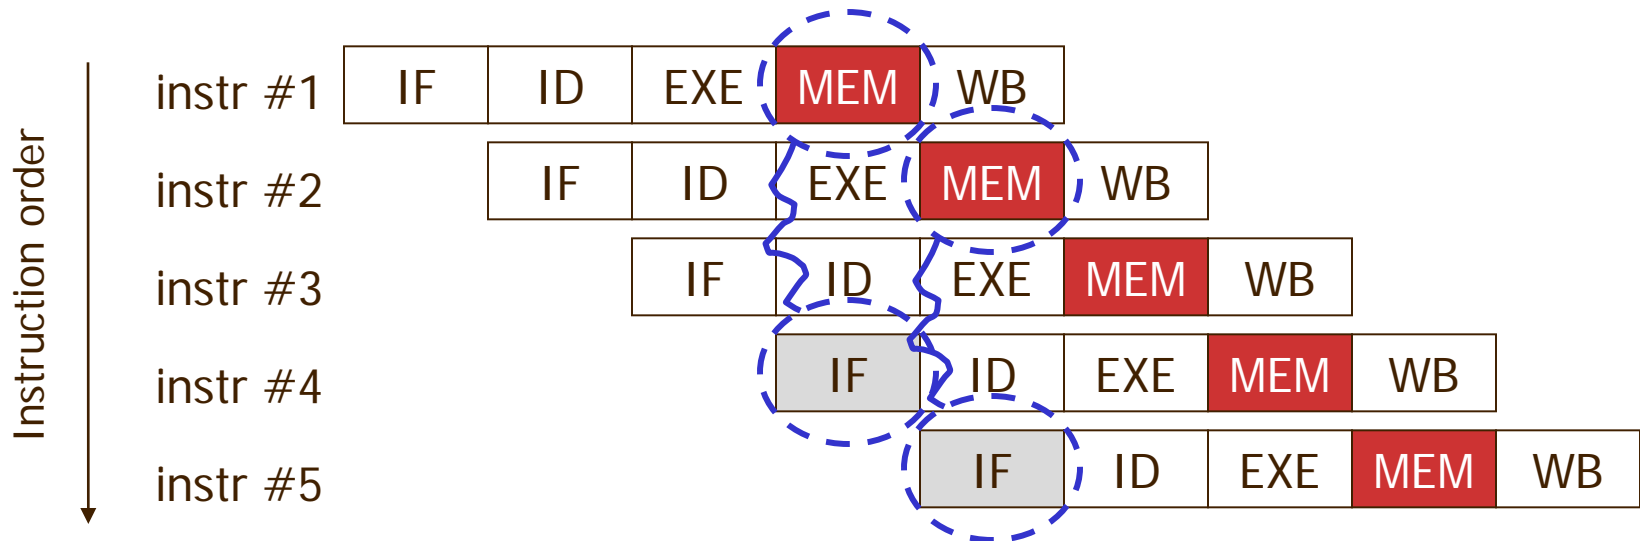 Instruction order
instr #1 IF ID EXE MEM WB
instr #2 IF ID EXE MEM WB
instr #3 IF ID EXE MEM WB
instr #4 IF ID EXE MEM WB
instr #5 IF ID EXE MEM WB